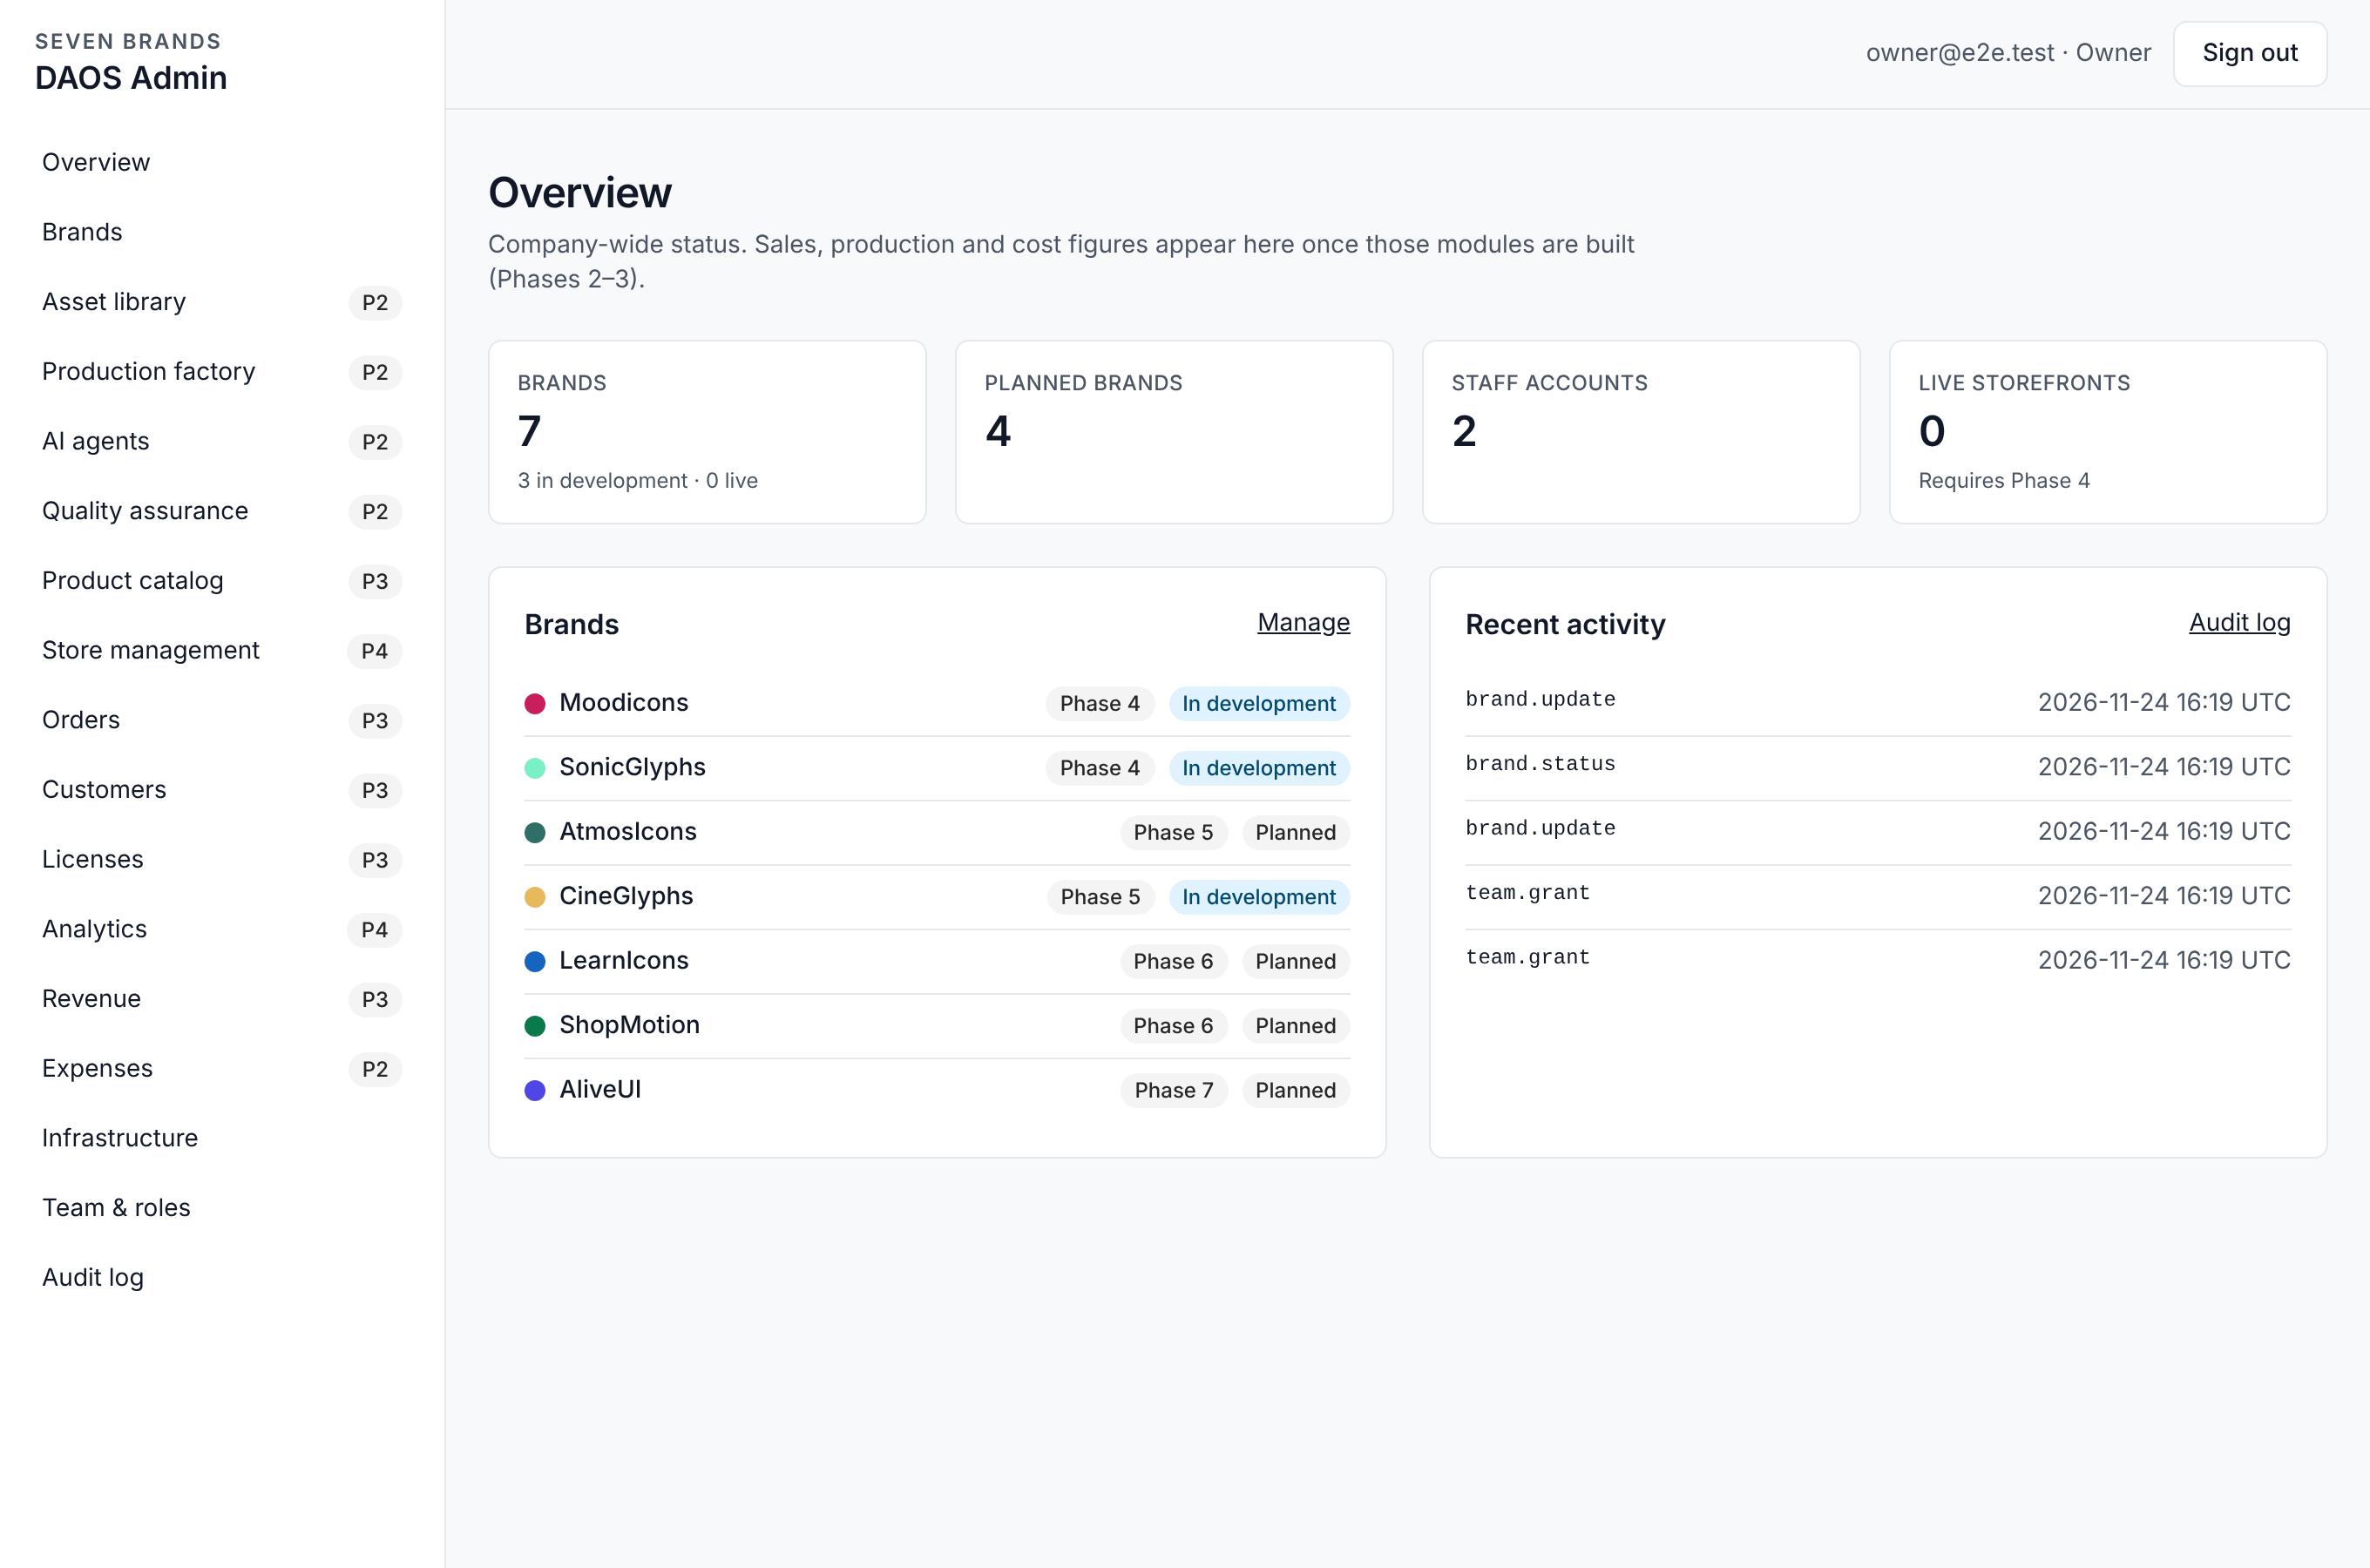 SEVEN BRANDS
DAOS Admin
Overview
Brands
Asset library P2
Production factory P2
AI agents P2
Quality assurance P2
Product catalog P3
Store management P4
Orders P3
Customers P3
Licenses P3
Analytics P4
Revenue P3
Expenses P2
Infrastructure
Team & roles
Audit log
owner@e2e.test · Owner Sign out
Overview
Company-wide status. Sales, production and cost figures appear here once those modules are built
(Phases 2–3).
BRANDS
7
3 in development · 0 live
PLANNED BRANDS
4
STAFF ACCOUNTS
2
LIVE STOREFRONTS
0
Requires Phase 4
Brands Manage
Moodicons Phase 4 In development
SonicGlyphs Phase 4 In development
AtmosIcons Phase 5 Planned
CineGlyphs Phase 5 In development
LearnIcons Phase 6 Planned
ShopMotion Phase 6 Planned
AliveUI Phase 7 Planned
Recent activity Audit log
brand.update 2026-11-24 16:19 UTC
brand.status 2026-11-24 16:19 UTC
brand.update 2026-11-24 16:19 UTC
team.grant 2026-11-24 16:19 UTC
team.grant 2026-11-24 16:19 UTC